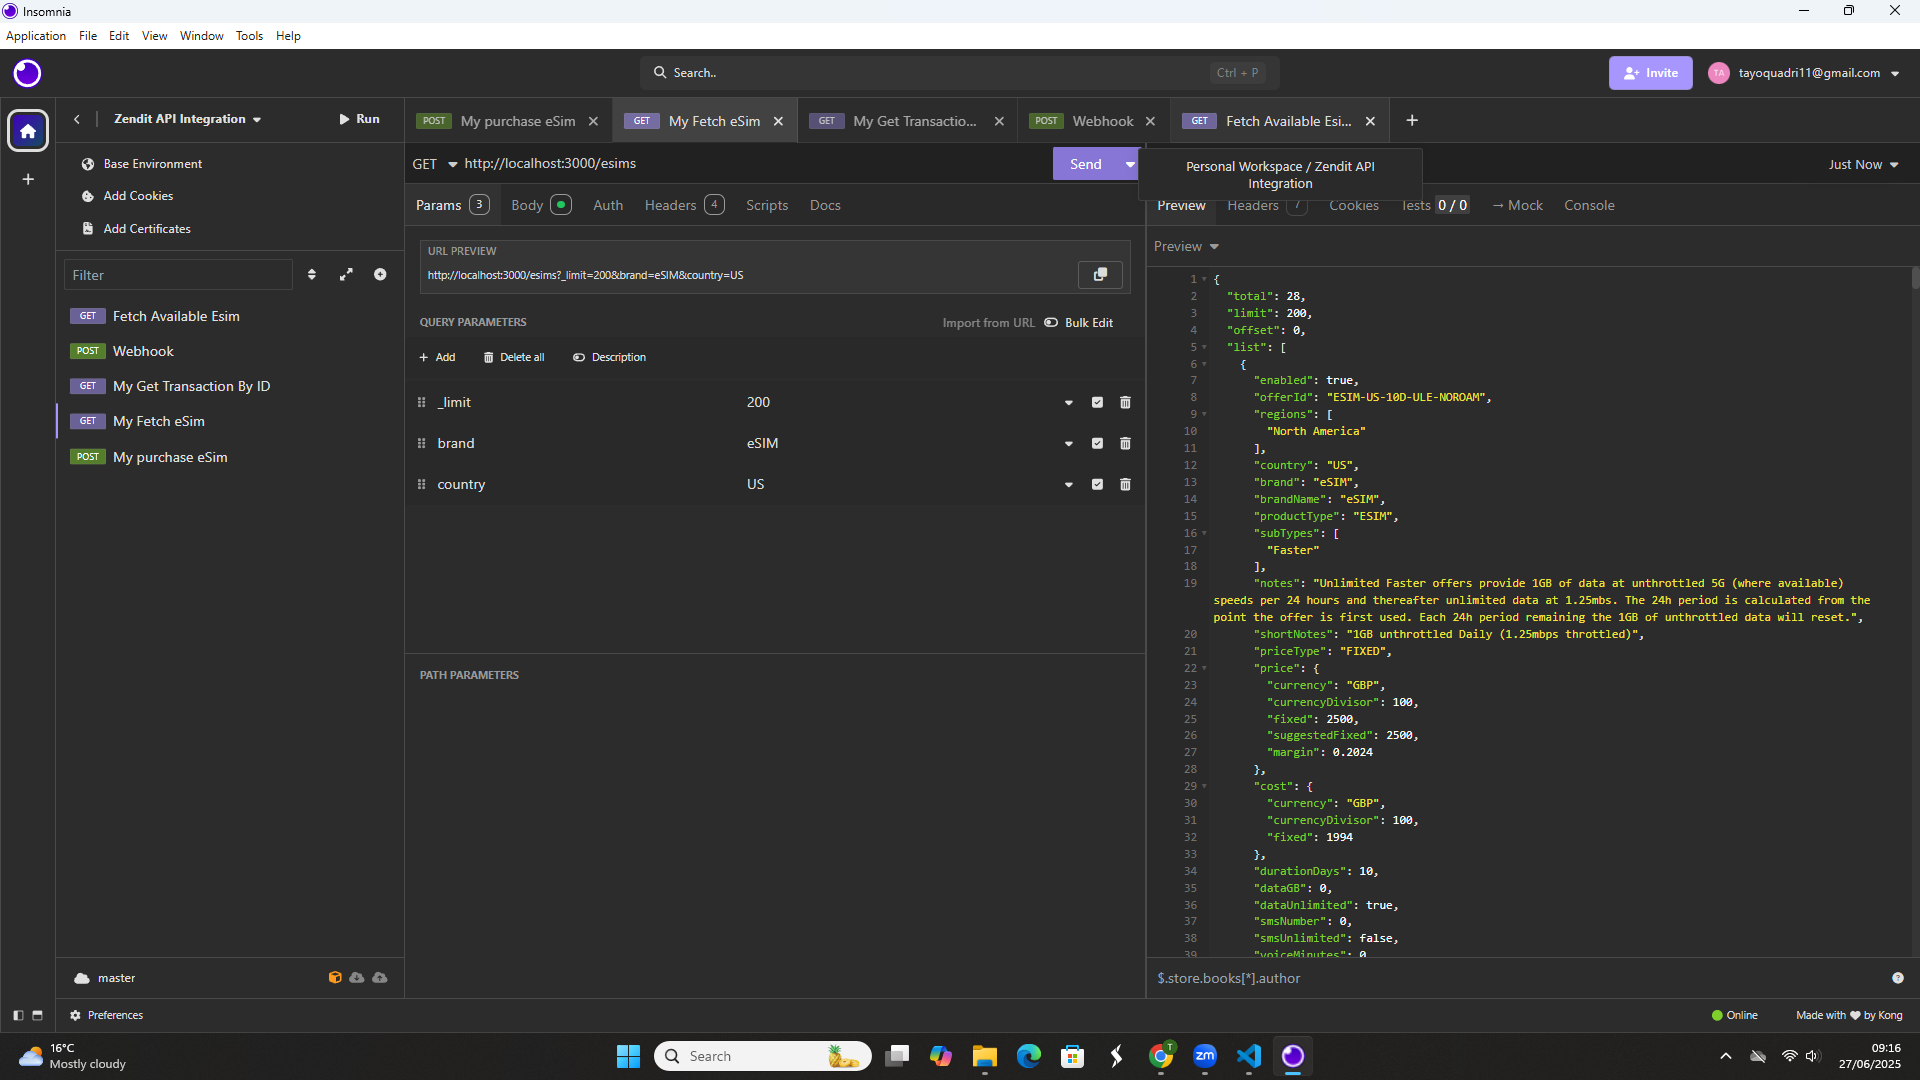 Insomnia
Application File Edit View Window Tools Help
Search.. Ctrl + P
Invite
TA tayoquadri11@gmail.com
Zendit API Integration
Run
POST My purchase eSim
GET My Fetch eSim
GET My Get Transactio...
POST Webhook
GET Fetch Available Esi...
Base Environment
Add Cookies
Add Certificates
Filter
GET Fetch Available Esim
POST Webhook
GET My Get Transaction By ID
GET My Fetch eSim
POST My purchase eSim
master
Preferences
GET http://localhost:3000/esims
Send
Params 3 Body Auth Headers 4 Scripts Docs
URL PREVIEW
http://localhost:3000/esims?_limit=200&brand=eSIM&country=US
QUERY PARAMETERS Import from URL Bulk Edit
Add Delete all Description
_limit 200
brand eSIM
country US
PATH PARAMETERS
Personal Workspace / Zendit API
Integration
Just Now
Preview Headers 7 Cookies Tests 0 / 0 → Mock Console
Preview
1 {
2 "total": 28,
3 "limit": 200,
4 "offset": 0,
5 "list": [
6 {
7 "enabled": true,
8 "offerId": "ESIM-US-10D-ULE-NOROAM",
9 "regions": [
10 "North America"
11 ],
12 "country": "US",
13 "brand": "eSIM",
14 "brandName": "eSIM",
15 "productType": "ESIM",
16 "subTypes": [
17 "Faster"
18 ],
19 "notes": "Unlimited Faster offers provide 1GB of data at unthrottled 5G (where available)
speeds per 24 hours and thereafter unlimited data at 1.25mbs. The 24h period is calculated from the
point the offer is first used. Each 24h period remaining the 1GB of unthrottled data will reset.",
20 "shortNotes": "1GB unthrottled Daily (1.25mbps throttled)",
21 "priceType": "FIXED",
22 "price": {
23 "currency": "GBP",
24 "currencyDivisor": 100,
25 "fixed": 2500,
26 "suggestedFixed": 2500,
27 "margin": 0.2024
28 },
29 "cost": {
30 "currency": "GBP",
31 "currencyDivisor": 100,
32 "fixed": 1994
33 },
34 "durationDays": 10,
35 "dataGB": 0,
36 "dataUnlimited": true,
37 "smsNumber": 0,
38 "smsUnlimited": false,
39 "voiceMinutes": 0
$.store.books[*].author
Online
Made with by Kong
16°C
Mostly cloudy
Search
T
zm
09:16
27/06/2025